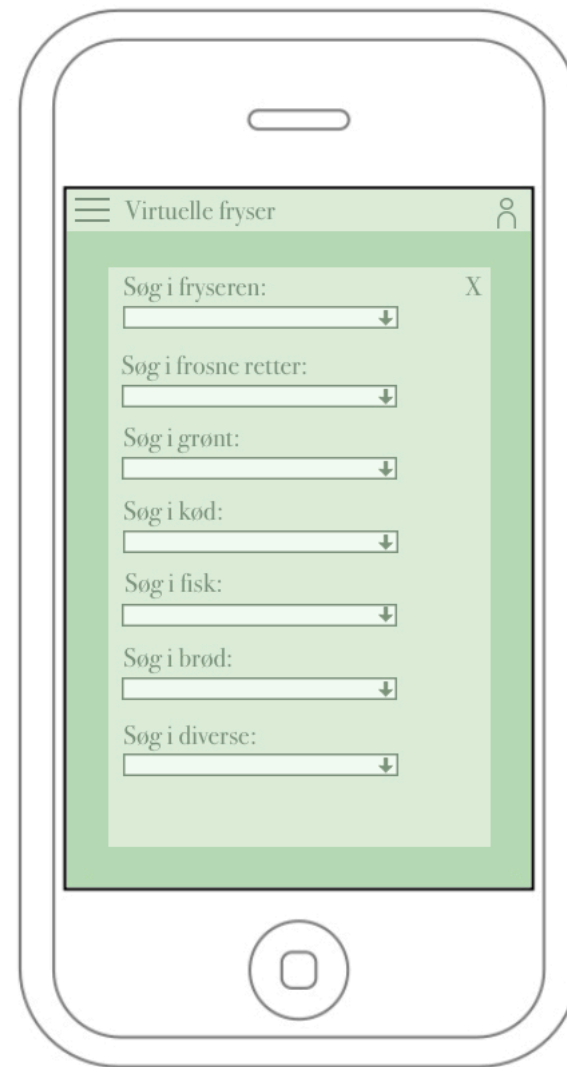 Virtuelle fryser
Søg i fryseren:
X
Søg i frosne retter:
Søg i grønt:
Søg i kød:
Søg i fisk:
Søg i brød:
Søg i diverse: